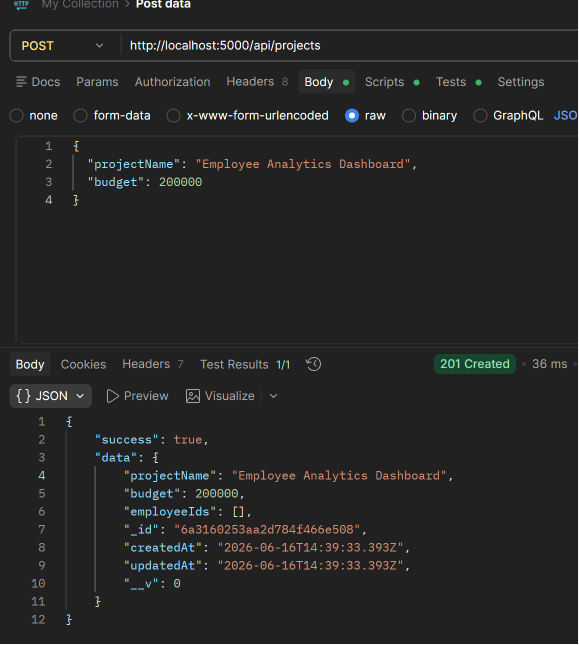 HTTP My Collection > Post data
POST http://localhost:5000/api/projects
Docs Params Authorization Headers 8 Body Scripts Tests Settings
none form-data x-www-form-urlencoded raw binary GraphQL JSO
1 {
2 "projectName": "Employee Analytics Dashboard",
3 "budget": 200000
4 }
Body Cookies Headers 7 Test Results 1/1 201 Created 36 ms
{} JSON Preview Visualize
1 {
2 "success": true,
3 "data": {
4 "projectName": "Employee Analytics Dashboard",
5 "budget": 200000,
6 "employeeIds": [],
7 "_id": "6a3160253aa2d784f466e508",
8 "createdAt": "2026-06-16T14:39:33.393Z",
9 "updatedAt": "2026-06-16T14:39:33.393Z",
10 "__v": 0
11 }
12 }